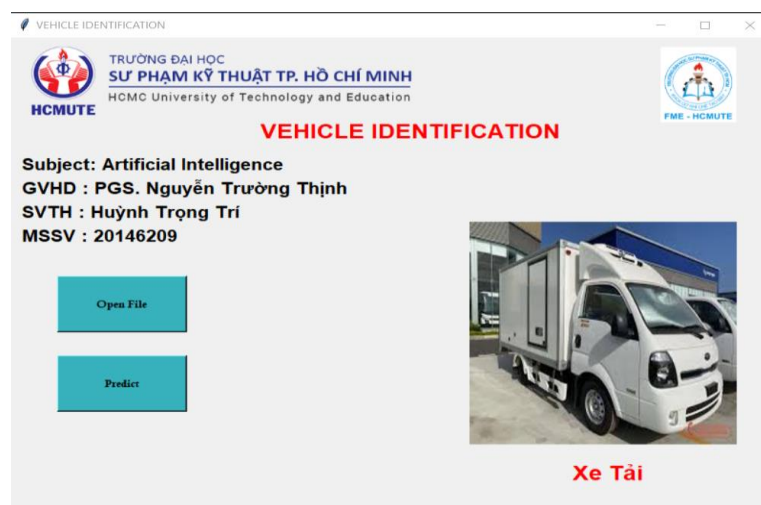 VEHICLE IDENTIFICATION
TRƯỜNG ĐẠI HỌC
SƯ PHẠM KỸ THUẬT TP. HỒ CHÍ MINH
HCMC University of Technology and Education
HCMUTE
FME - HCMUTE
VEHICLE IDENTIFICATION
Subject: Artificial Intelligence
GVHD : PGS. Nguyễn Trường Thịnh
SVTH : Huỳnh Trọng Trí
MSSV : 20146209
Open File
Predict
Xe Tải